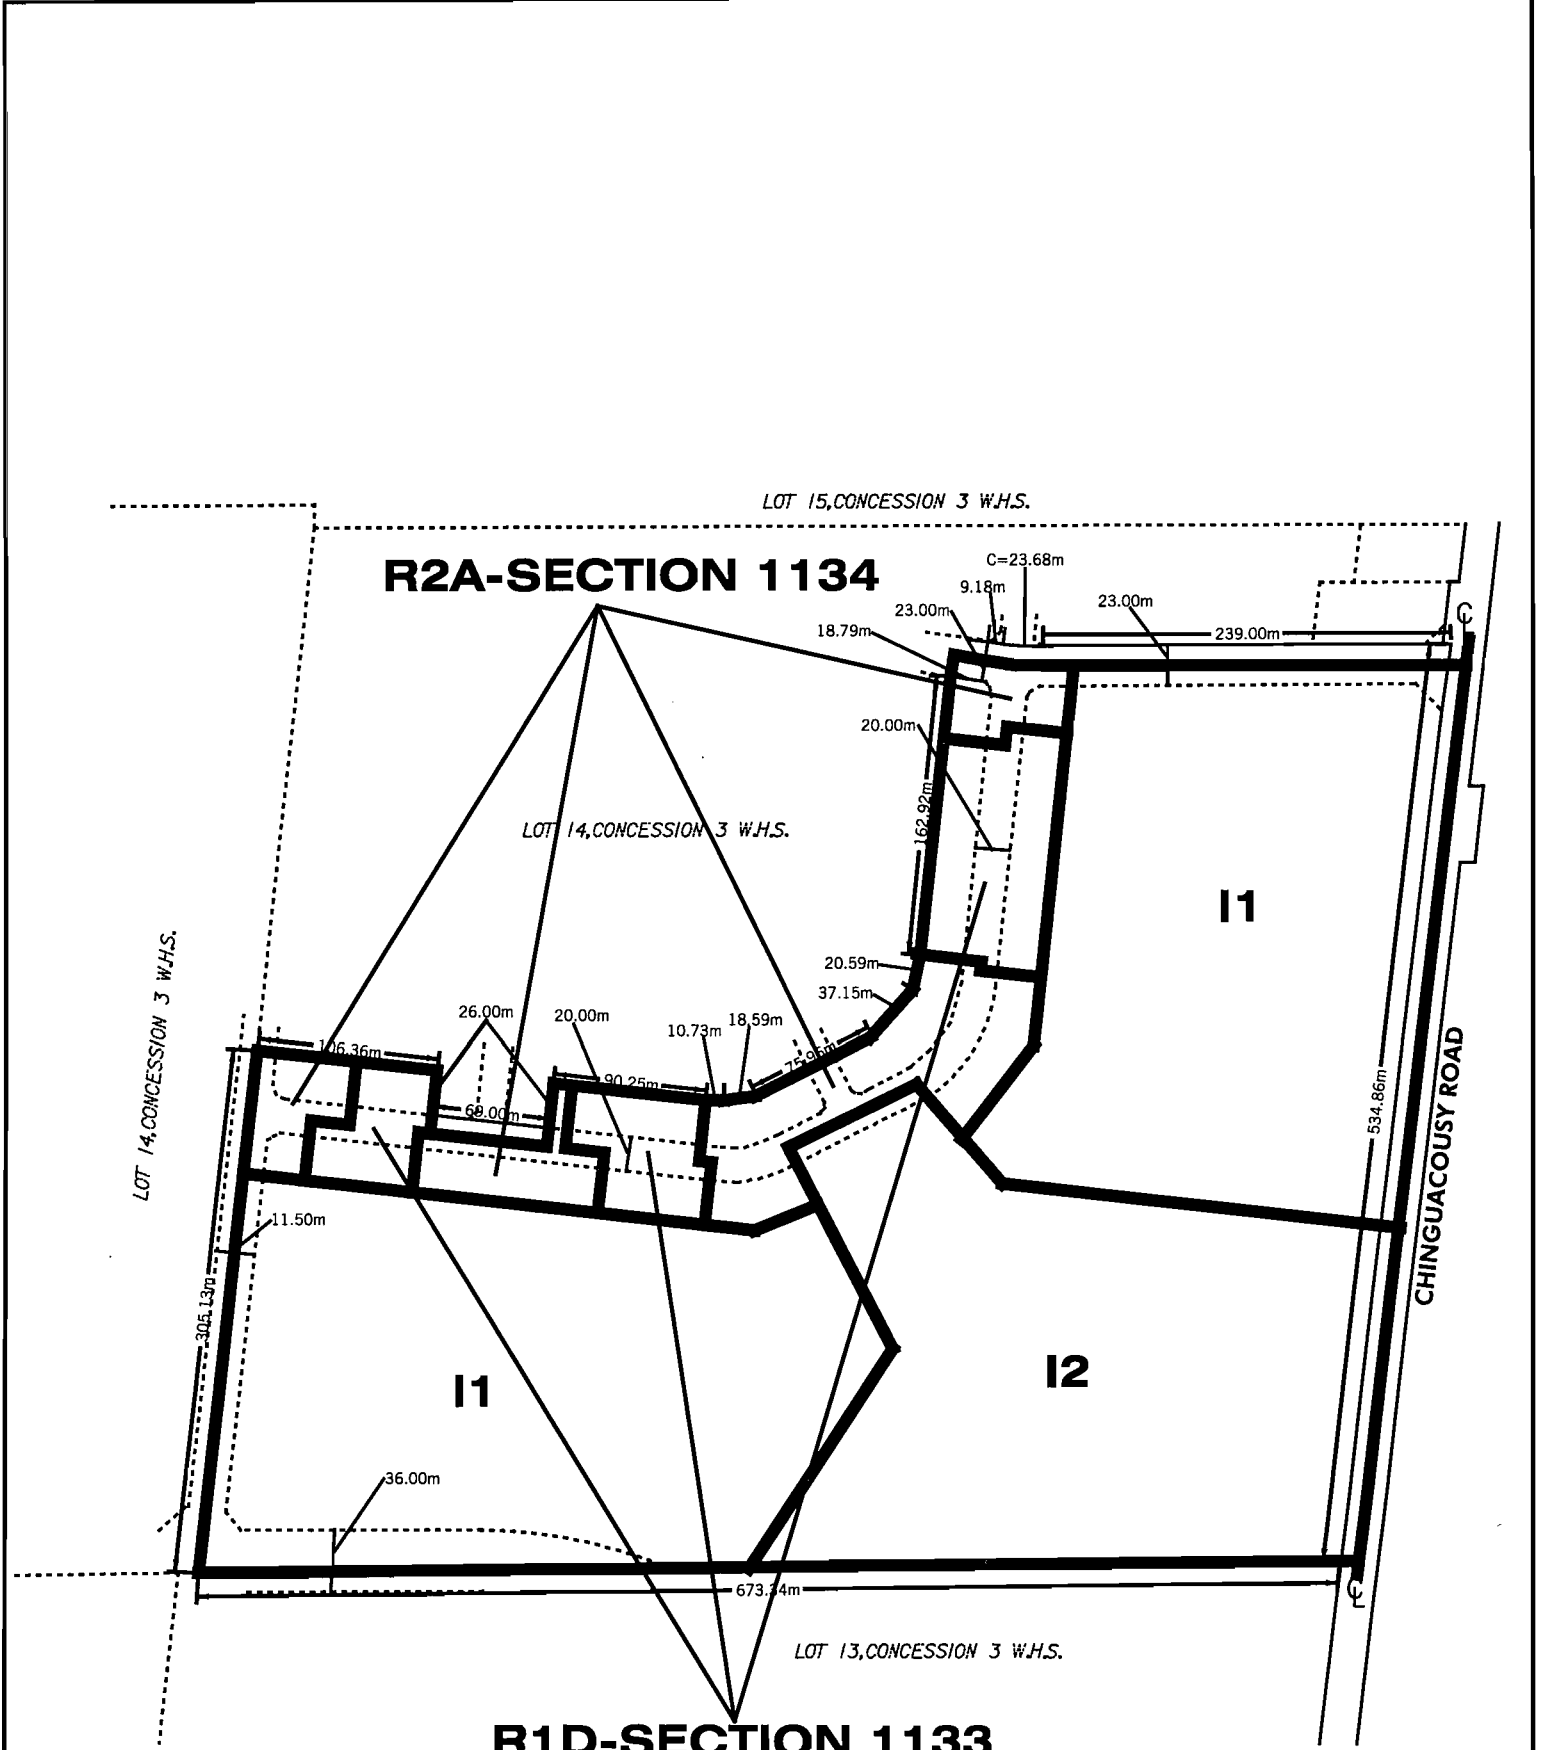 LOT 15,CONCESSION 3 W.H.S.
R2A-SECTION 1134
C=23.68m
9.18m
23.00m
23.00m
18.79m
239.00m
20.00m
162.92m
LOT 14,CONCESSION 3 W.H.S.
I1
20.59m
37.15m
LOT 14,CONCESSION 3 W.H.S.
26.00m
20.00m
10.73m
18.59m
106.36m
75.96m
90.25m
69.00m
534.86m
CHINGUACOUSY ROAD
11.50m
305.13m
I1
I2
36.00m
673.34m
LOT 13,CONCESSION 3 W.H.S.
R1D-SECTION 1133